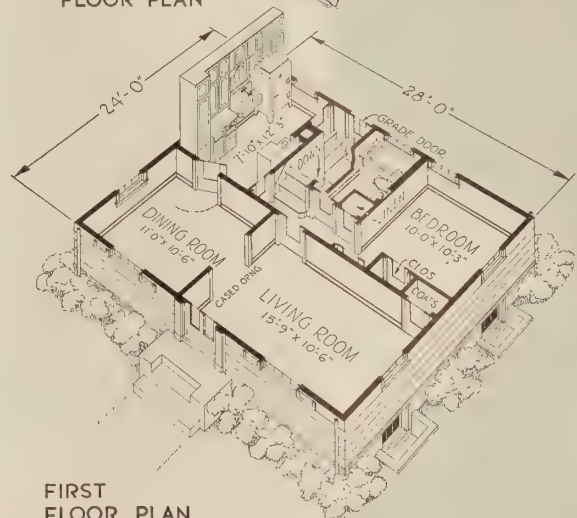 FLOOR PLAN
24'-0"
28'-0"
GRADE DOOR
DINING ROOM
11'0" x 10'-6"
BEDROOM
10'-0" x 10'-3"
CLOS
COATS
CASED OPNG
LIVING ROOM
15'-9" x 10'-6"
FIRST
FLOOR PLAN